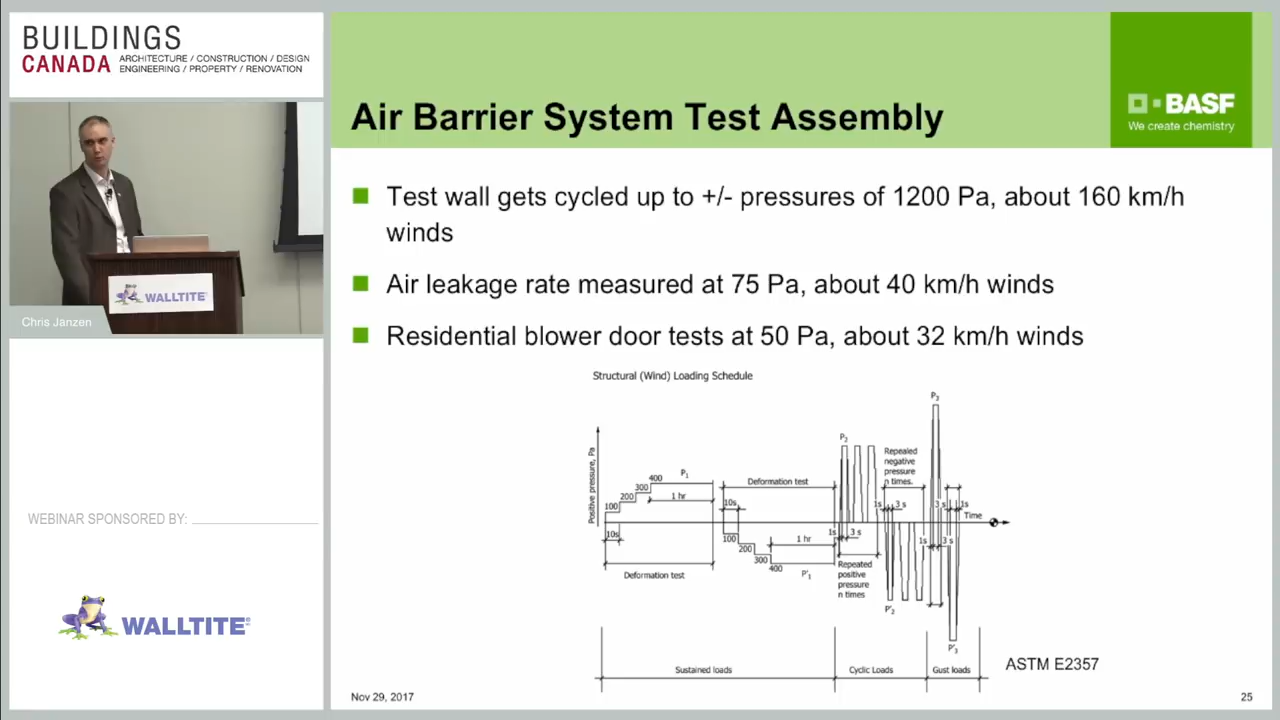 BUILDINGS
CANADA
ARCHITECTURE / CONSTRUCTION / DESIGN
ENGINEERING / PROPERTY / RENOVATION
WALLTITE
Chris Janzen
WEBINAR SPONSORED BY:
WALLTITE
Air Barrier System Test Assembly
BASF
We create chemistry
Test wall gets cycled up to +/- pressures of 1200 Pa, about 160 km/h
winds
Air leakage rate measured at 75 Pa, about 40 km/h winds
Residential blower door tests at 50 Pa, about 32 km/h winds
Structural (Wind) Loading Schedule
Positive pressure, Pa
100
200
300
400
P₁
1 hr
10s
Deformation test
Deformation test
10s
100
200
300
400
1 hr
P'₁
P₂
1s
3 s
Repeated
positive
pressure
n times
Repealed
negative
pressure
n times.
1s
3 s
P'₂
P₃
3 s
1s
Time
1s
3 s
P'₃
Sustained loads
Cyclic Loads
Gust loads
ASTM E2357
Nov 29, 2017
25